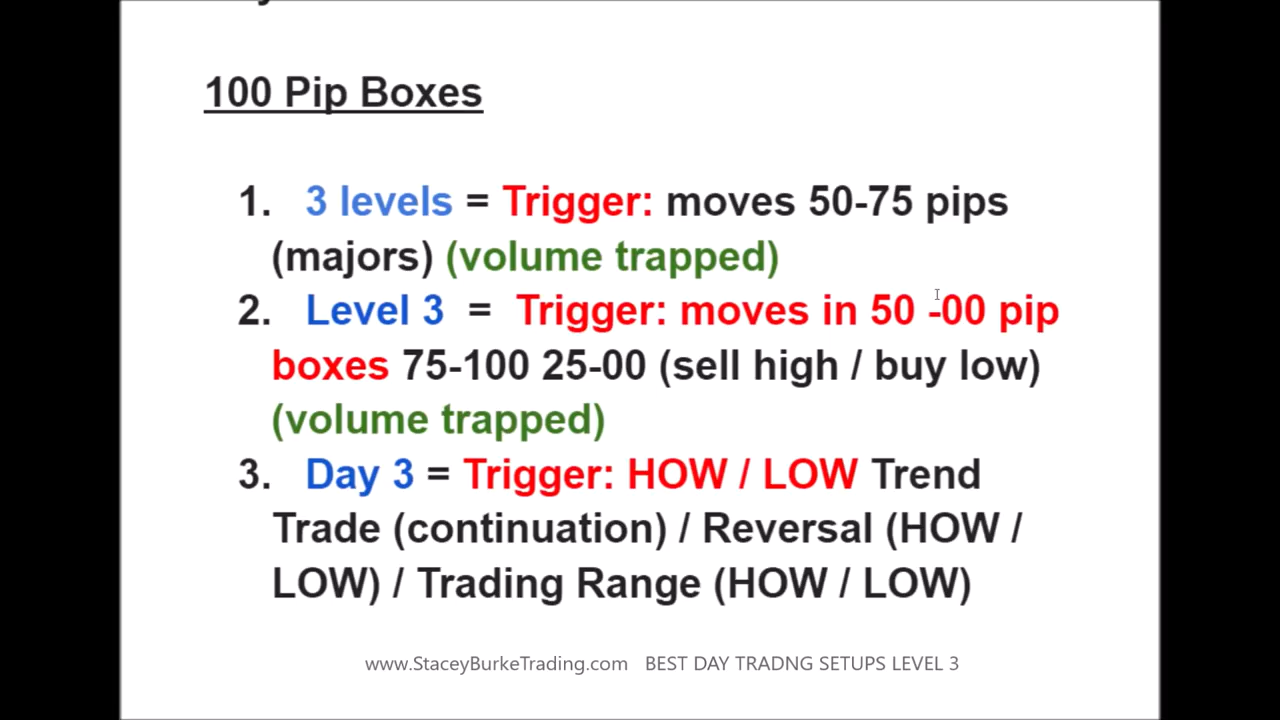 100 Pip Boxes
1. 3 levels = Trigger: moves 50-75 pips
(majors) (volume trapped)
2. Level 3 = Trigger: moves in 50 -00 pip
boxes 75-100 25-00 (sell high / buy low)
(volume trapped)
3. Day 3 = Trigger: HOW / LOW Trend
Trade (continuation) / Reversal (HOW /
LOW) / Trading Range (HOW / LOW)
www.StaceyBurkeTrading.com BEST DAY TRADNG SETUPS LEVEL 3